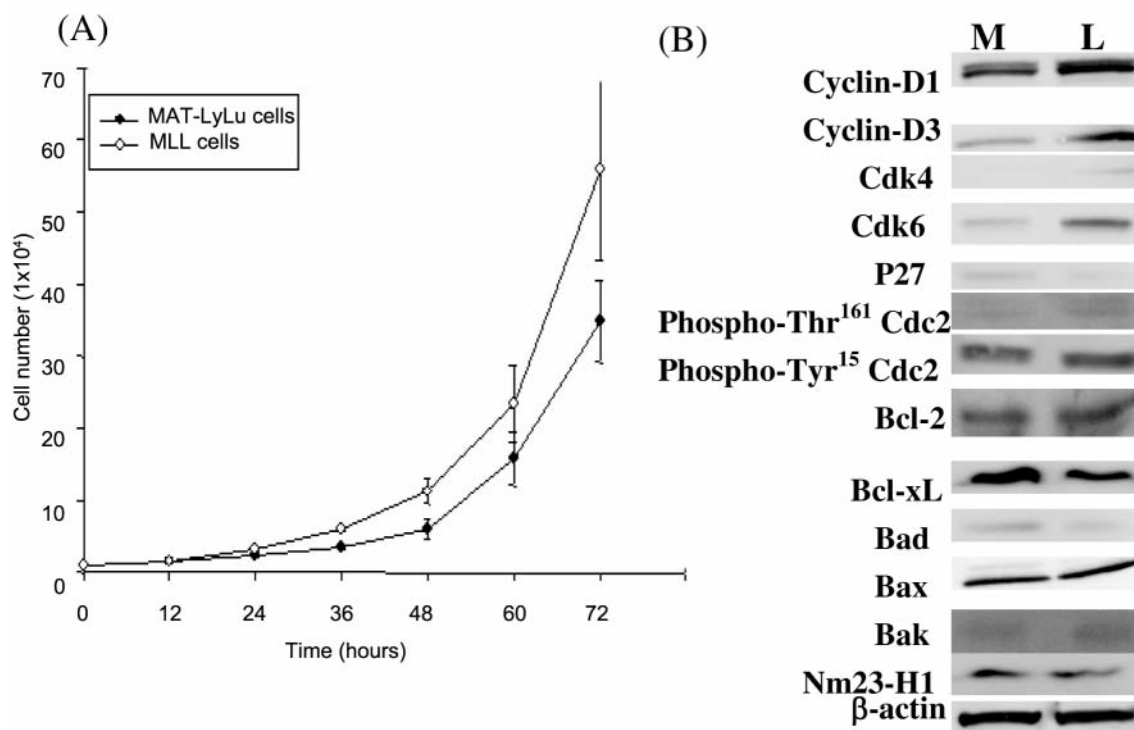 (A)
70
60
50
40
30
20
10
0
Cell number (1x10⁴)
MAT-LyLu cells
MLL cells
0 12 24 36 48 60 72
Time (hours)
(B)
M L
Cyclin-D1
Cyclin-D3
Cdk4
Cdk6
P27
Phospho-Thr¹⁶¹ Cdc2
Phospho-Tyr¹⁵ Cdc2
Bcl-2
Bcl-xL
Bad
Bax
Bak
Nm23-H1
β-actin